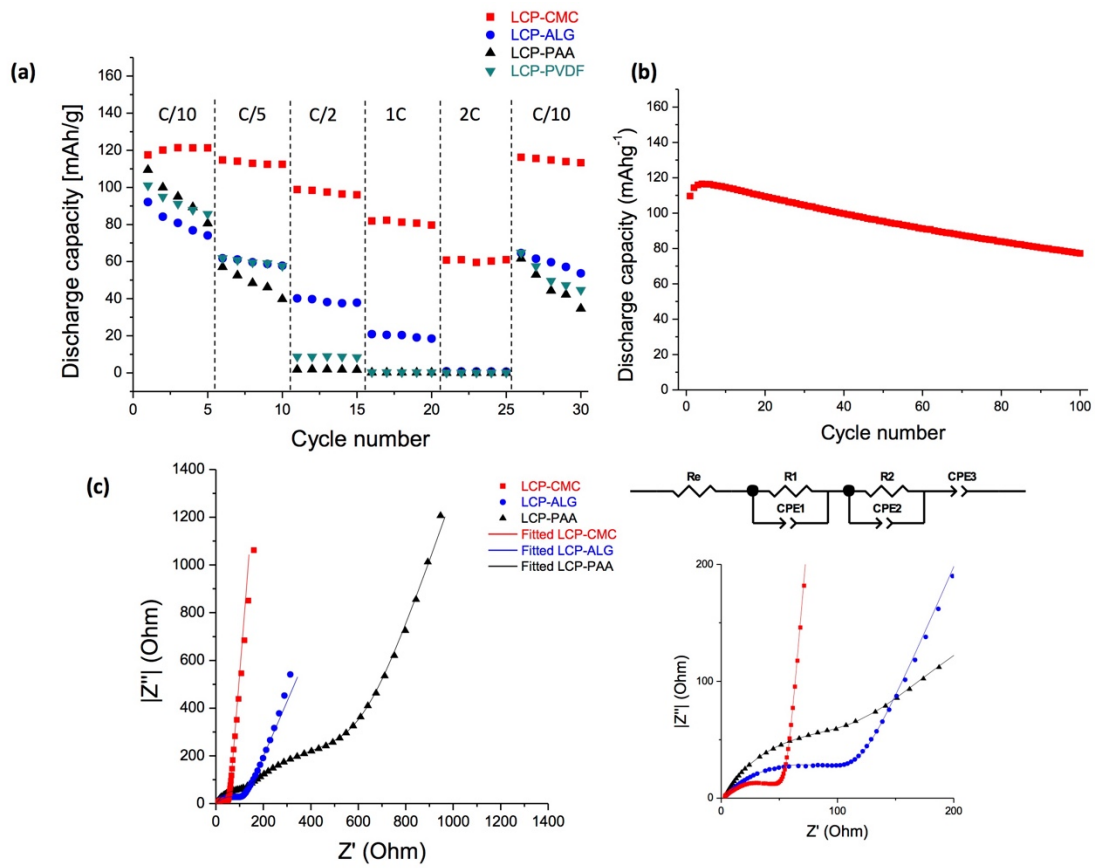 LCP-CMC
LCP-ALG
LCP-PAA
LCP-PVDF
(a)
160
140
120
100
80
60
40
20
0
Discharge capacity [mAh/g]
C/10
C/5
C/2
1C
2C
C/10
0
5
10
15
20
25
30
Cycle number
(b)
160
140
120
100
80
60
40
20
0
Discharge capacity (mAhg⁻¹)
0
20
40
60
80
100
Cycle number
(c)
1400
1200
1000
800
600
400
200
0
|Z"| (Ohm)
LCP-CMC
LCP-ALG
LCP-PAA
Fitted LCP-CMC
Fitted LCP-ALG
Fitted LCP-PAA
0
200
400
600
800
1000
1200
1400
Z' (Ohm)
Re
R1
R2
CPE3
CPE1
CPE2
200
100
0
|Z"| (Ohm)
0
100
200
Z' (Ohm)